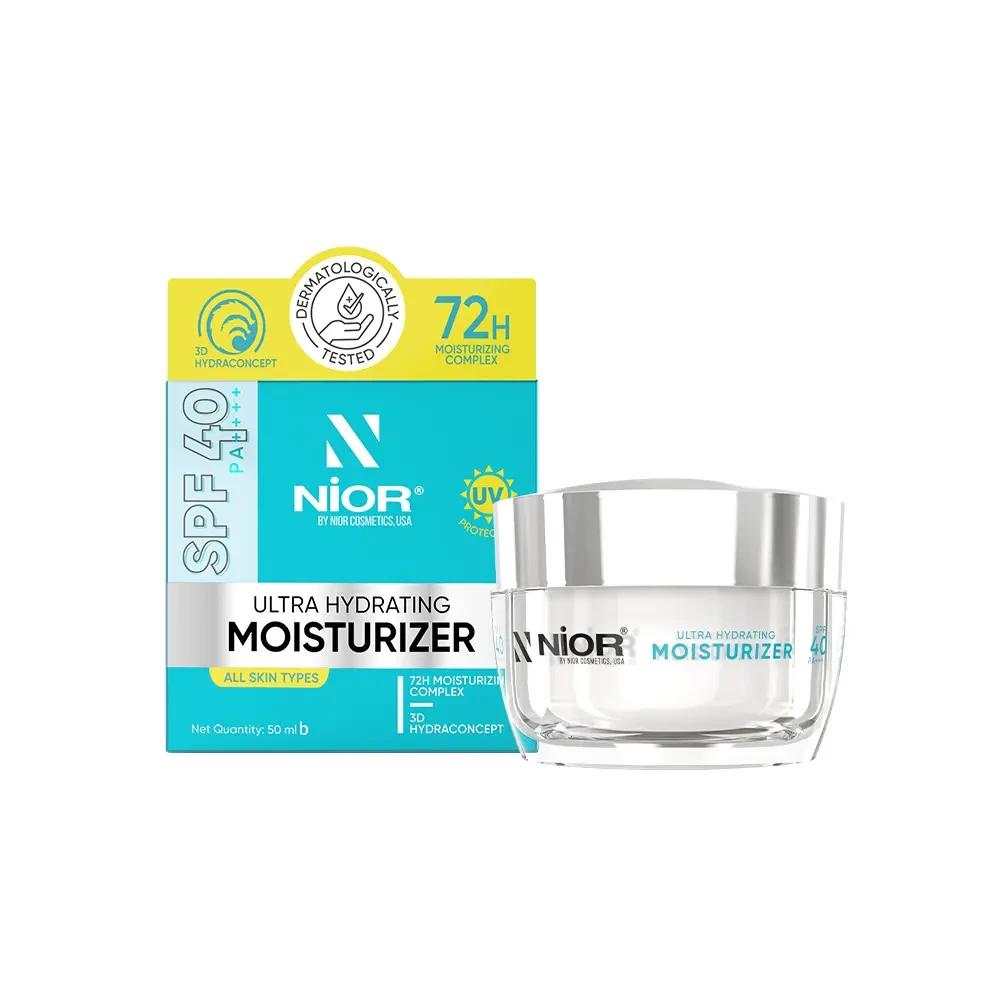 DERMATOLOGICALLY
TESTED
3D
HYDRACONCEPT
72H
MOISTURIZING
COMPLEX
SPF 40
PA++++
N
NiOR®
BY NIOR COSMETICS, USA
UV
ULTRA HYDRATING
MOISTURIZER
ALL SKIN TYPES
72H
COMPLEX
3D
HYDRACONCEPT
Net Quantity: 50 ml b
N NiOR®
BY NIOR COSMETICS, USA
ULTRA HYDRATING
MOISTURIZER
SPF
40